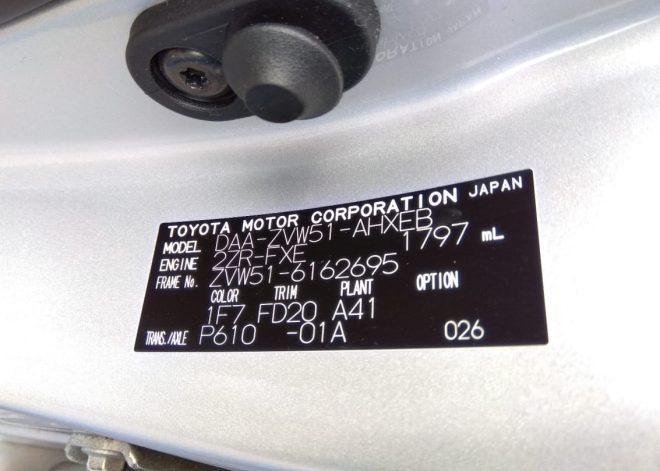 TOYOTA MOTOR CORPORATION JAPAN
MODEL DAA-ZVW51-AHXEB
ENGINE 2ZR-FXE 1797 mL
FRAME No. ZVW51-6162695
COLOR TRIM PLANT OPTION
1F7 FD20 A41
TRANS./AXLE P610 -01A 026